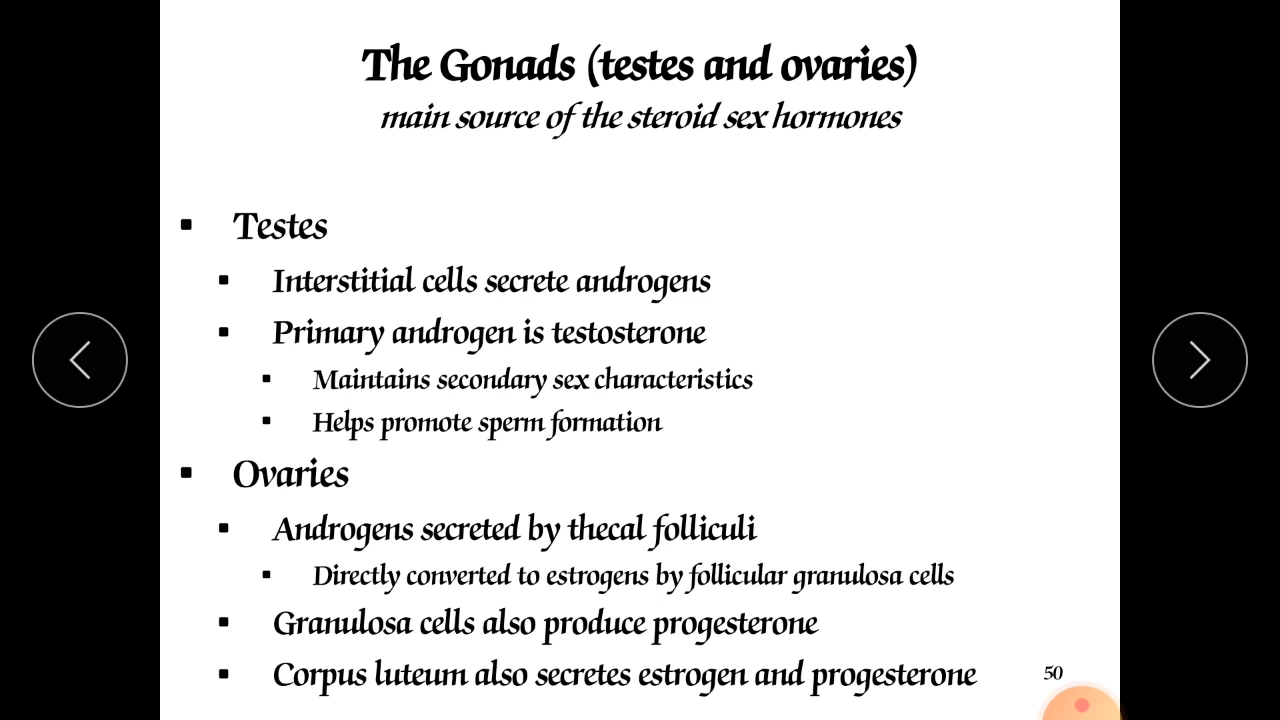 The Gonads (testes and ovaries)
main source of the steroid sex hormones
▪ Testes
▪ Interstitial cells secrete androgens
▪ Primary androgen is testosterone
▪ Maintains secondary sex characteristics
▪ Helps promote sperm formation
▪ Ovaries
▪ Androgens secreted by thecal folliculi
▪ Directly converted to estrogens by follicular granulosa cells
▪ Granulosa cells also produce progesterone
▪ Corpus luteum also secretes estrogen and progesterone
50